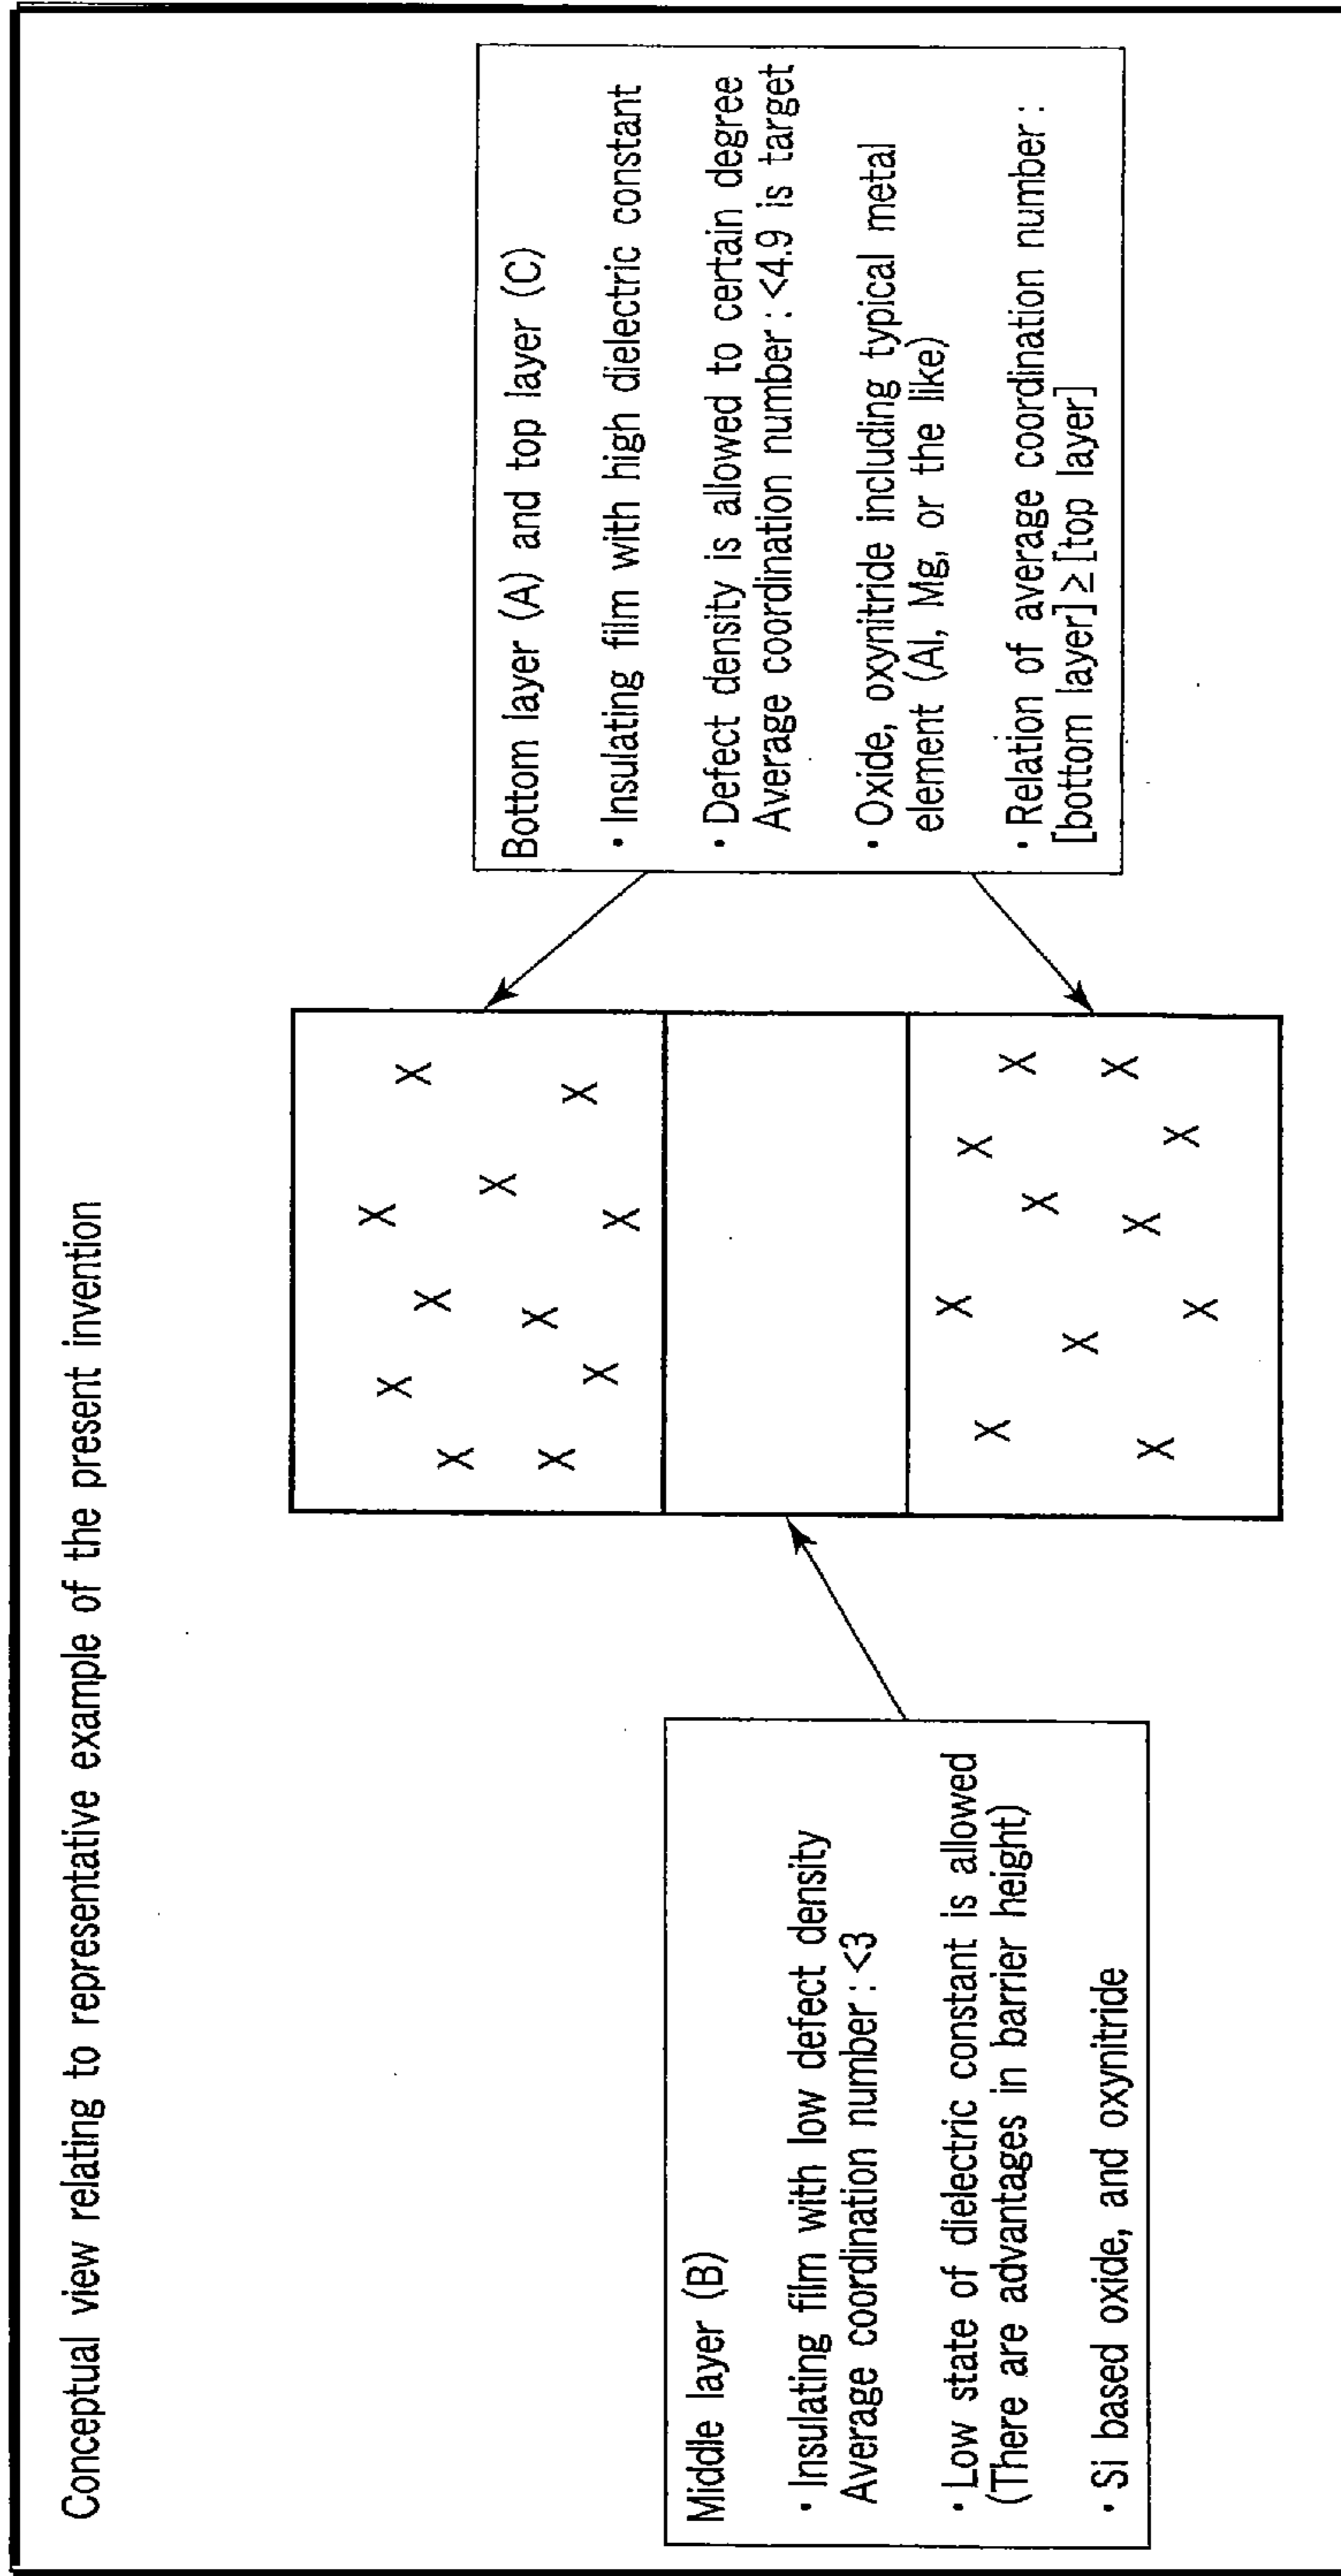 Conceptual view relating to representative example of the present invention
Middle layer (B)
· Insulating film with low defect density
Average coordination number : <3
· Low state of dielectric constant is allowed
(There are advantages in barrier height)
· Si based oxide, and oxynitride
X X X X X X X X X X X
X X X X X X X X X X X X
Bottom layer (A) and top layer (C)
· Insulating film with high dielectric constant
· Defect density is allowed to certain degree
Average coordination number : <4.9 is target
· Oxide, oxynitride including typical metal
element (Al, Mg, or the like)
· Relation of average coordination number :
[bottom layer] ≥ [top layer]